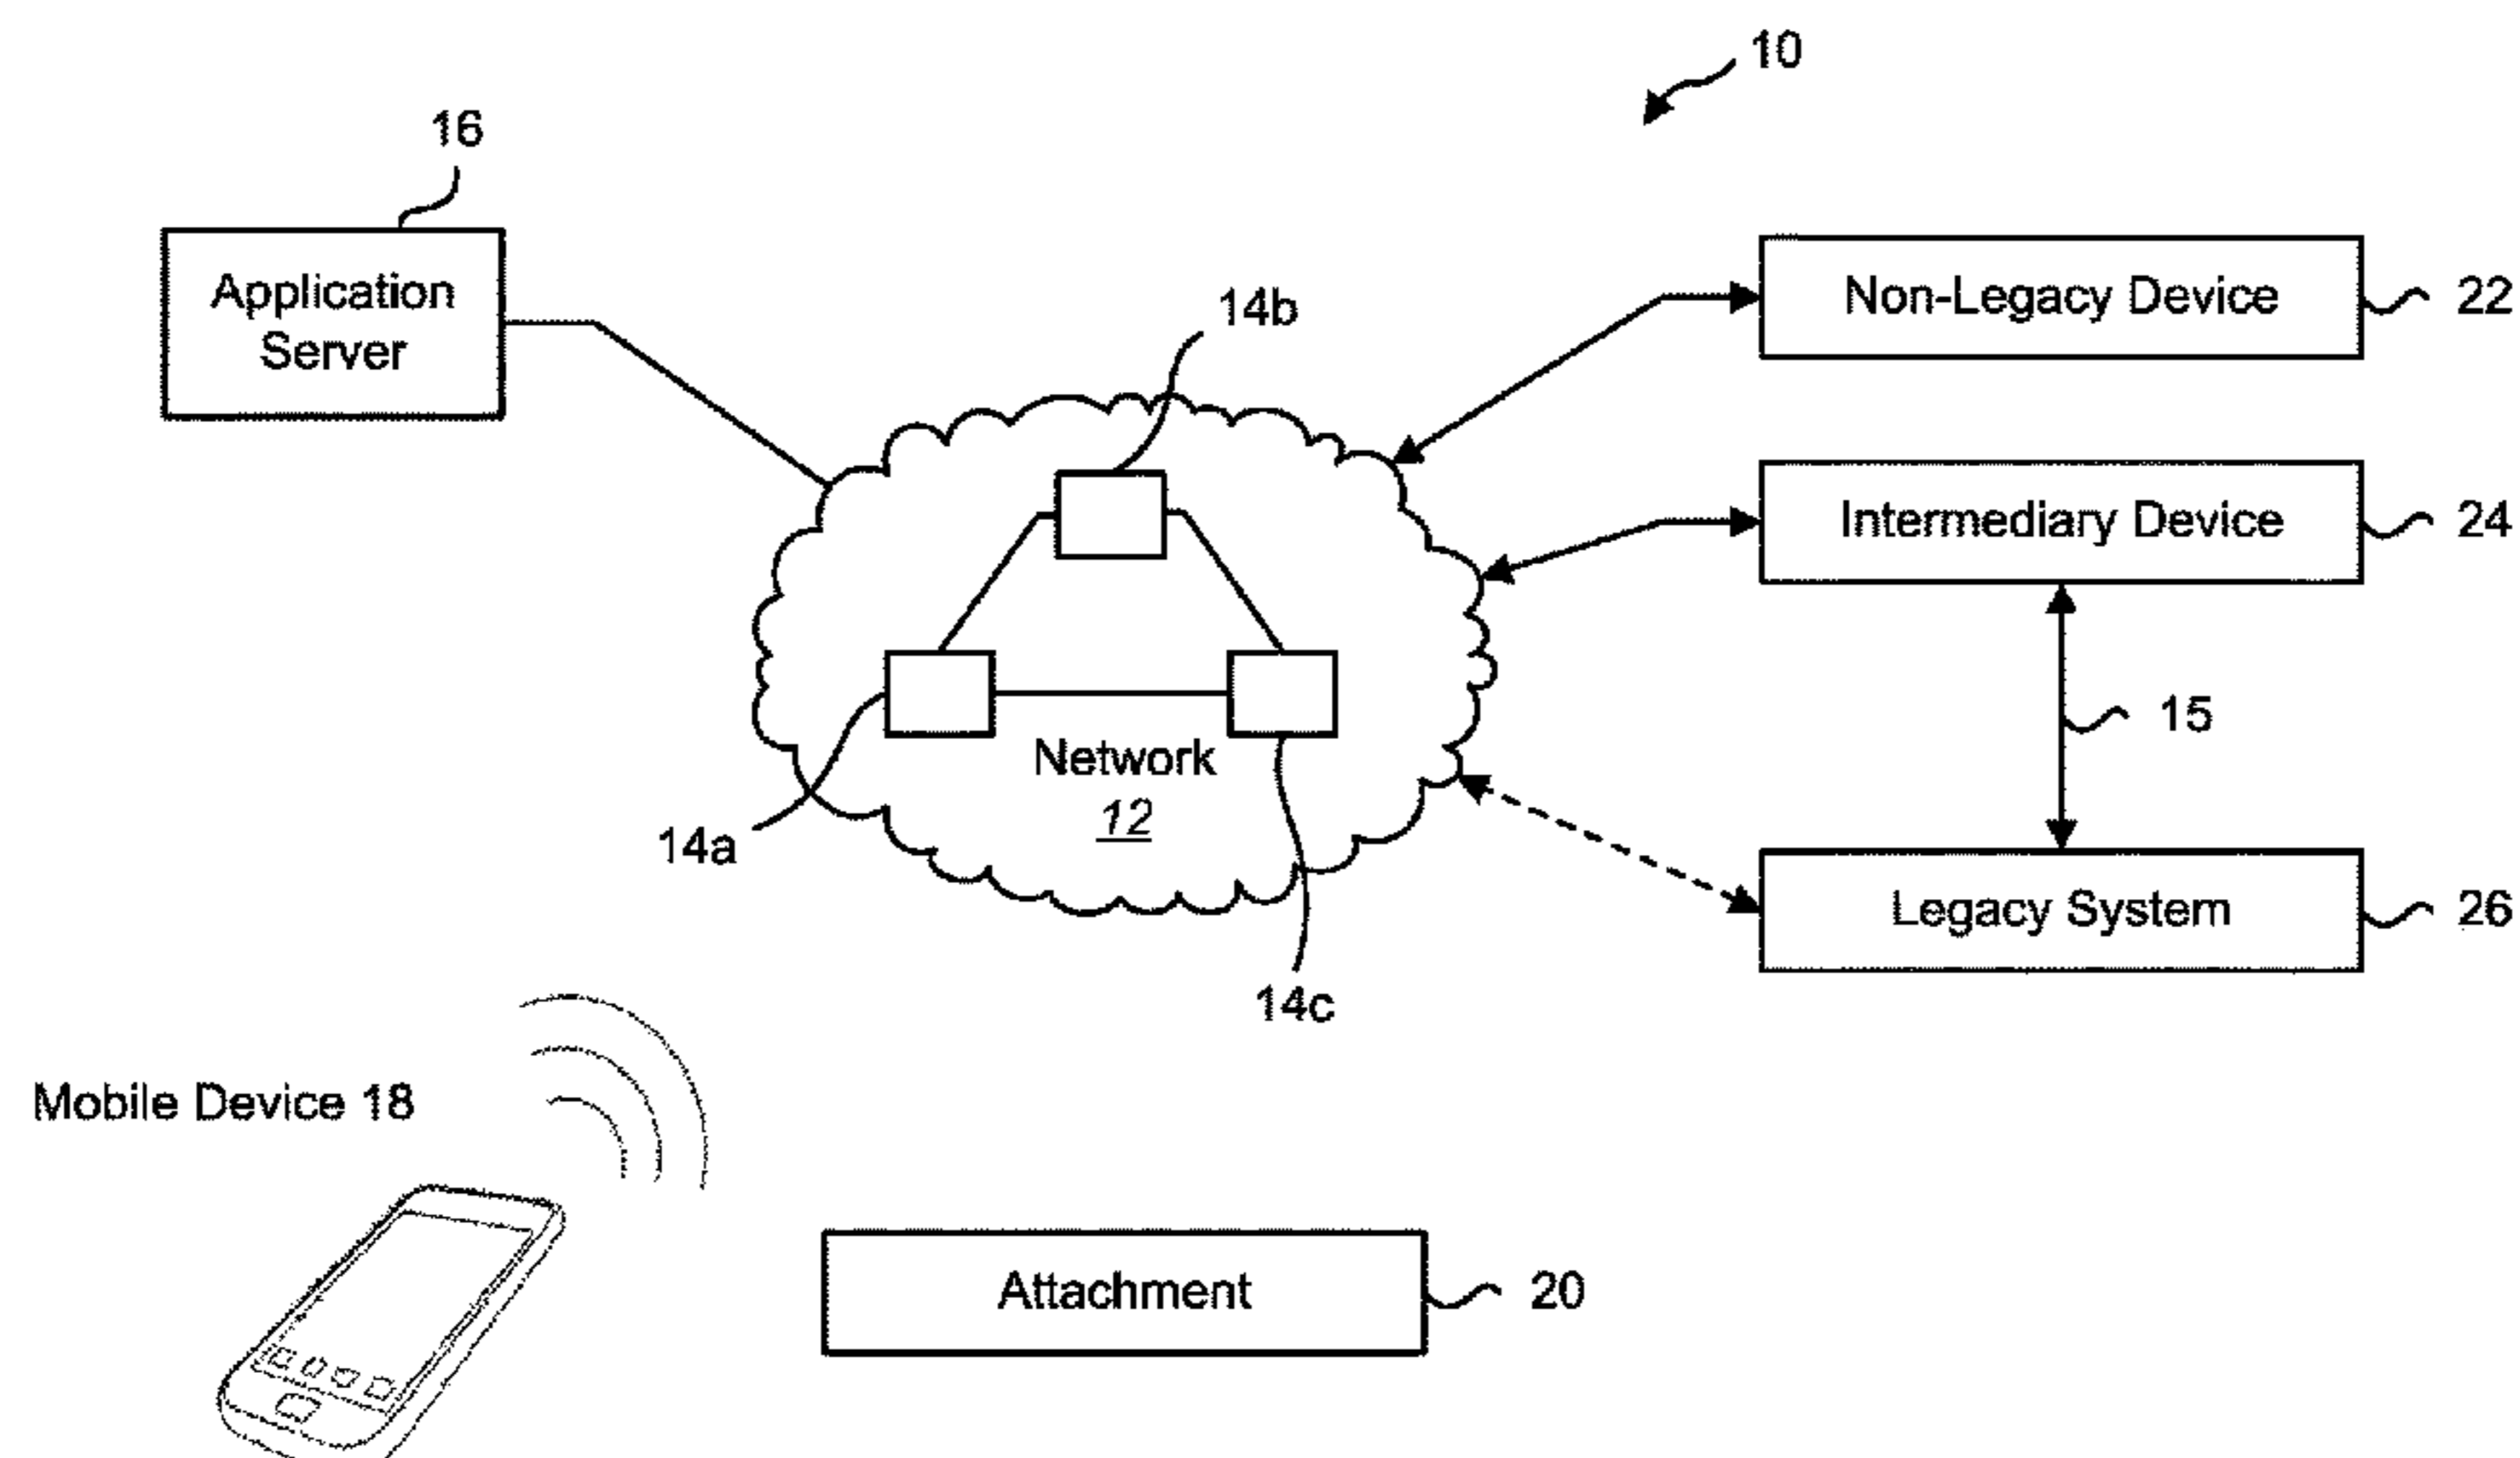 10
16
Application
Server
14b
Non-Legacy Device
22
Intermediary Device
24
15
Network
12
14a
Legacy System
26
14c
Mobile Device 18
Attachment
20